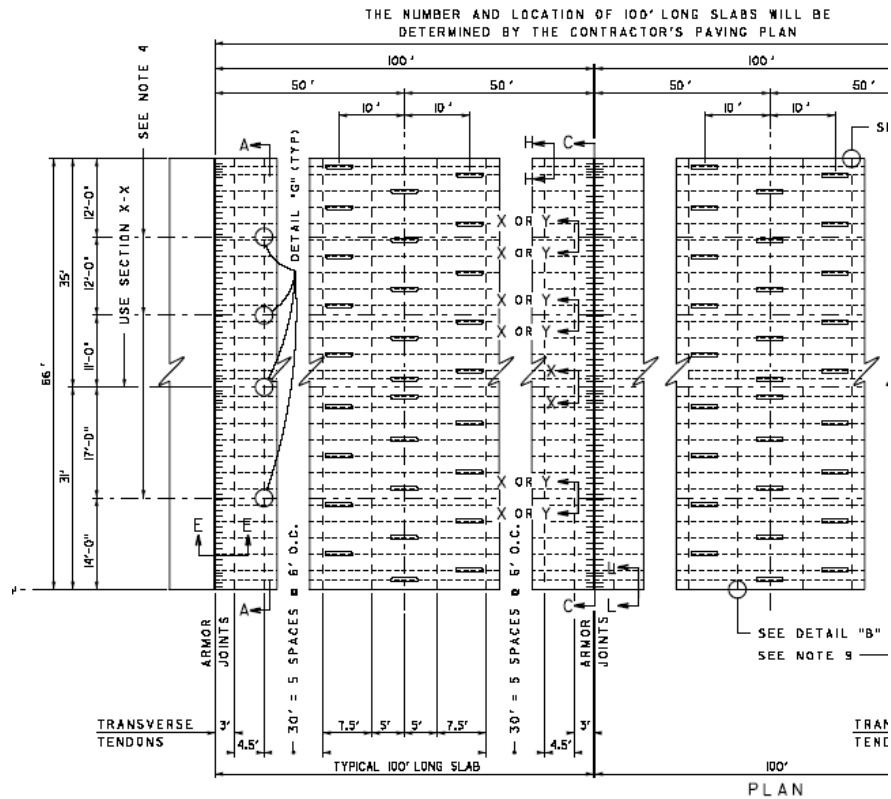 THE NUMBER AND LOCATION OF 100' LONG SLABS WILL BE
DETERMINED BY THE CONTRACTOR'S PAVING PLAN
100'
100'
50'
50'
50'
50'
10'
10'
10'
10'
SEE NOTE 4
USE SECTION X-X
DETAIL "G" (TYP)
A
H
C
H
12'-0"
12'-0"
11'-0"
17'-0"
14'-0"
35'
31'
66'
X OR Y
X OR Y
X OR Y
X OR Y
X
X
X OR Y
X OR Y
E
E
L
A
C
L
ARMOR
JOINTS
30' = 5 SPACES @ 6' O.C.
30' = 5 SPACES @ 6' O.C.
ARMOR
JOINTS
SEE DETAIL "B"
SEE NOTE 9
TRANSVERSE
TENDONS
3'
4.5'
7.5'
5'
5'
7.5'
4.5'
3'
TYPICAL 100' LONG SLAB
100'
PLAN